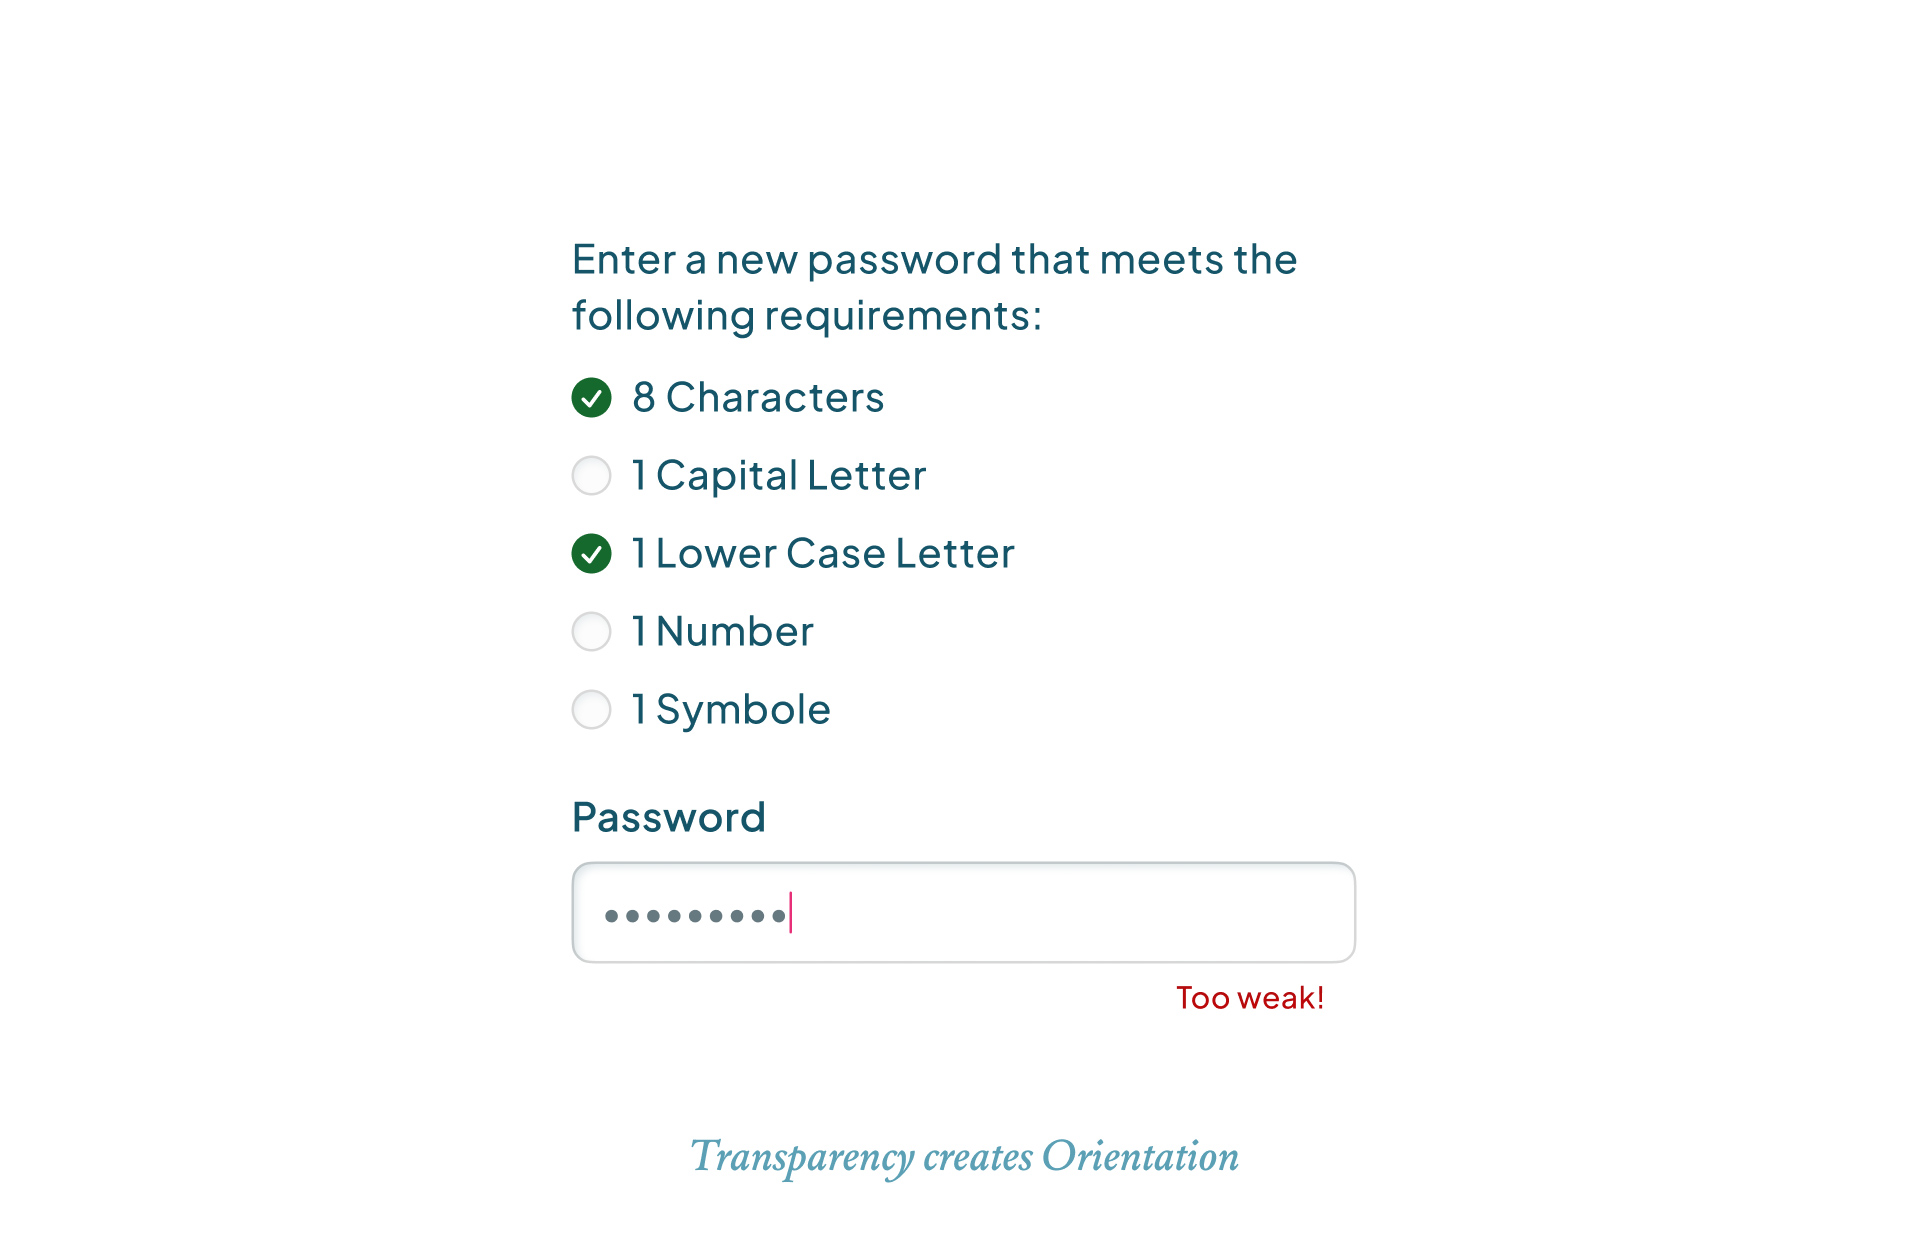 Enter a new password that meets the
following requirements:
8 Characters
1 Capital Letter
1 Lower Case Letter
1 Number
1 Symbole
Password
•••••••••
Too weak!
Transparency creates Orientation